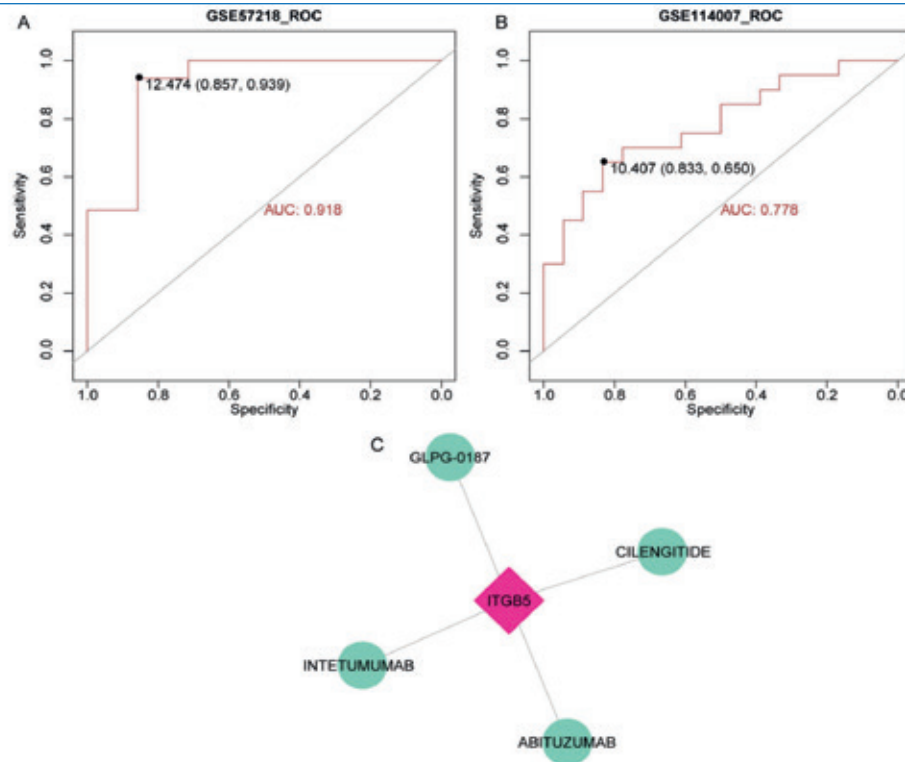 A
GSE57218_ROC
Sensitivity
0.0 0.2 0.4 0.6 0.8 1.0
12.474 (0.857, 0.939)
AUC: 0.918
1.0 0.8 0.6 0.4 0.2 0.0
Specificity
B
GSE114007_ROC
Sensitivity
0.0 0.2 0.4 0.6 0.8 1.0
10.407 (0.833, 0.650)
AUC: 0.778
1.0 0.8 0.6 0.4 0.2 0.0
Specificity
C
GLPG-0187
CILENGITIDE
ITGB5
INTETUMUMAB
ABITUZUMAB